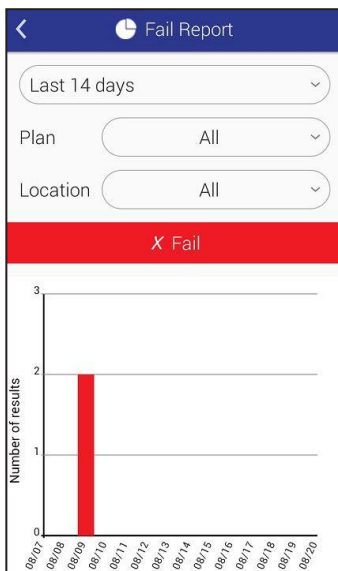 Fail Report
Last 14 days
Plan All
Location All
X Fail
3
2
1
0
Number of results
08/07 08/08 08/09 08/10 08/11 08/12 08/13 08/14 08/15 08/16 08/17 08/18 08/19 08/20